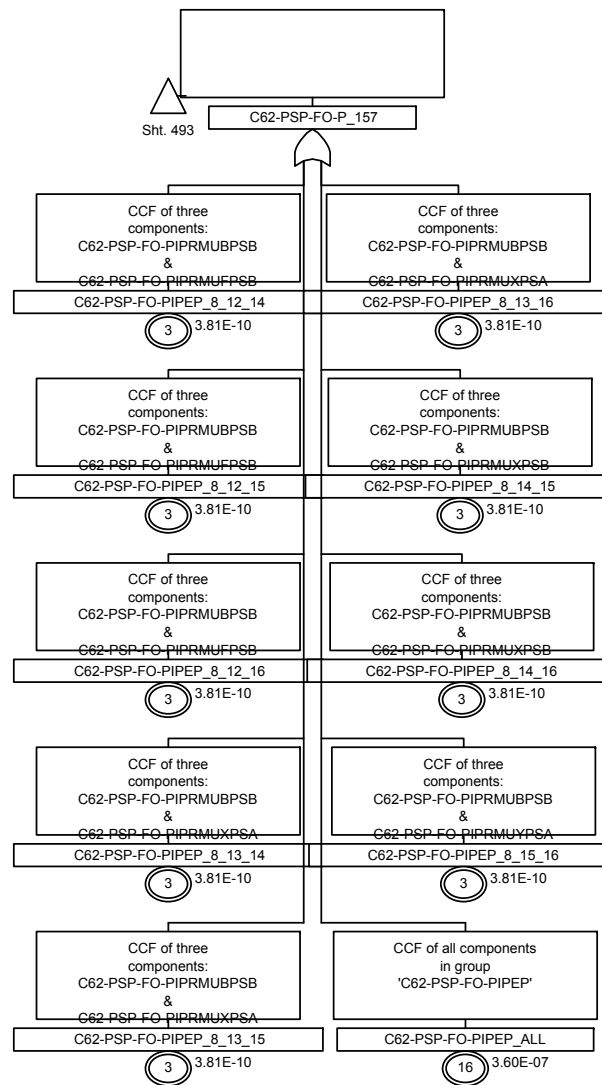 Sht. 493
C62-PSP-FO-P_157
CCF of three
components:
C62-PSP-FO-PIPRMUBPSB
&
C62-PSP-FO-PIPRMUFPSB
C62-PSP-FO-PIPEP_8_12_14
3
3.81E-10
CCF of three
components:
C62-PSP-FO-PIPRMUBPSB
&
C62-PSP-FO-PIPRMUXPSA
C62-PSP-FO-PIPEP_8_13_16
3
3.81E-10
CCF of three
components:
C62-PSP-FO-PIPRMUBPSB
&
C62-PSP-FO-PIPRMUFPSB
C62-PSP-FO-PIPEP_8_12_15
3
3.81E-10
CCF of three
components:
C62-PSP-FO-PIPRMUBPSB
&
C62-PSP-FO-PIPRMUXPSB
C62-PSP-FO-PIPEP_8_14_15
3
3.81E-10
CCF of three
components:
C62-PSP-FO-PIPRMUBPSB
&
C62-PSP-FO-PIPRMUFPSB
C62-PSP-FO-PIPEP_8_12_16
3
3.81E-10
CCF of three
components:
C62-PSP-FO-PIPRMUBPSB
&
C62-PSP-FO-PIPRMUXPSB
C62-PSP-FO-PIPEP_8_14_16
3
3.81E-10
CCF of three
components:
C62-PSP-FO-PIPRMUBPSB
&
C62-PSP-FO-PIPRMUXPSA
C62-PSP-FO-PIPEP_8_13_14
3
3.81E-10
CCF of three
components:
C62-PSP-FO-PIPRMUBPSB
&
C62-PSP-FO-PIPRMUYPSA
C62-PSP-FO-PIPEP_8_15_16
3
3.81E-10
CCF of three
components:
C62-PSP-FO-PIPRMUBPSB
&
C62-PSP-FO-PIPRMUXPSA
C62-PSP-FO-PIPEP_8_13_15
3
3.81E-10
CCF of all components
in group
'C62-PSP-FO-PIPEP'
C62-PSP-FO-PIPEP_ALL
16
3.60E-07